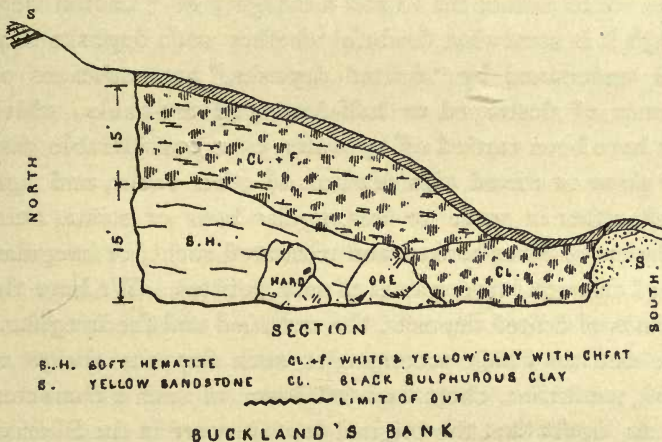 S
15'
CL. + F.
NORTH
15'
S.H.
HARD
ORE
CL.
S
SOUTH.
SECTION
S.H. SOFT HEMATITE CL.+F. WHITE & YELLOW CLAY WITH CHERT
S. YELLOW SANDSTONE CL. BLACK SULPHUROUS CLAY
LIMIT OF CUT
BUCKLAND'S BANK